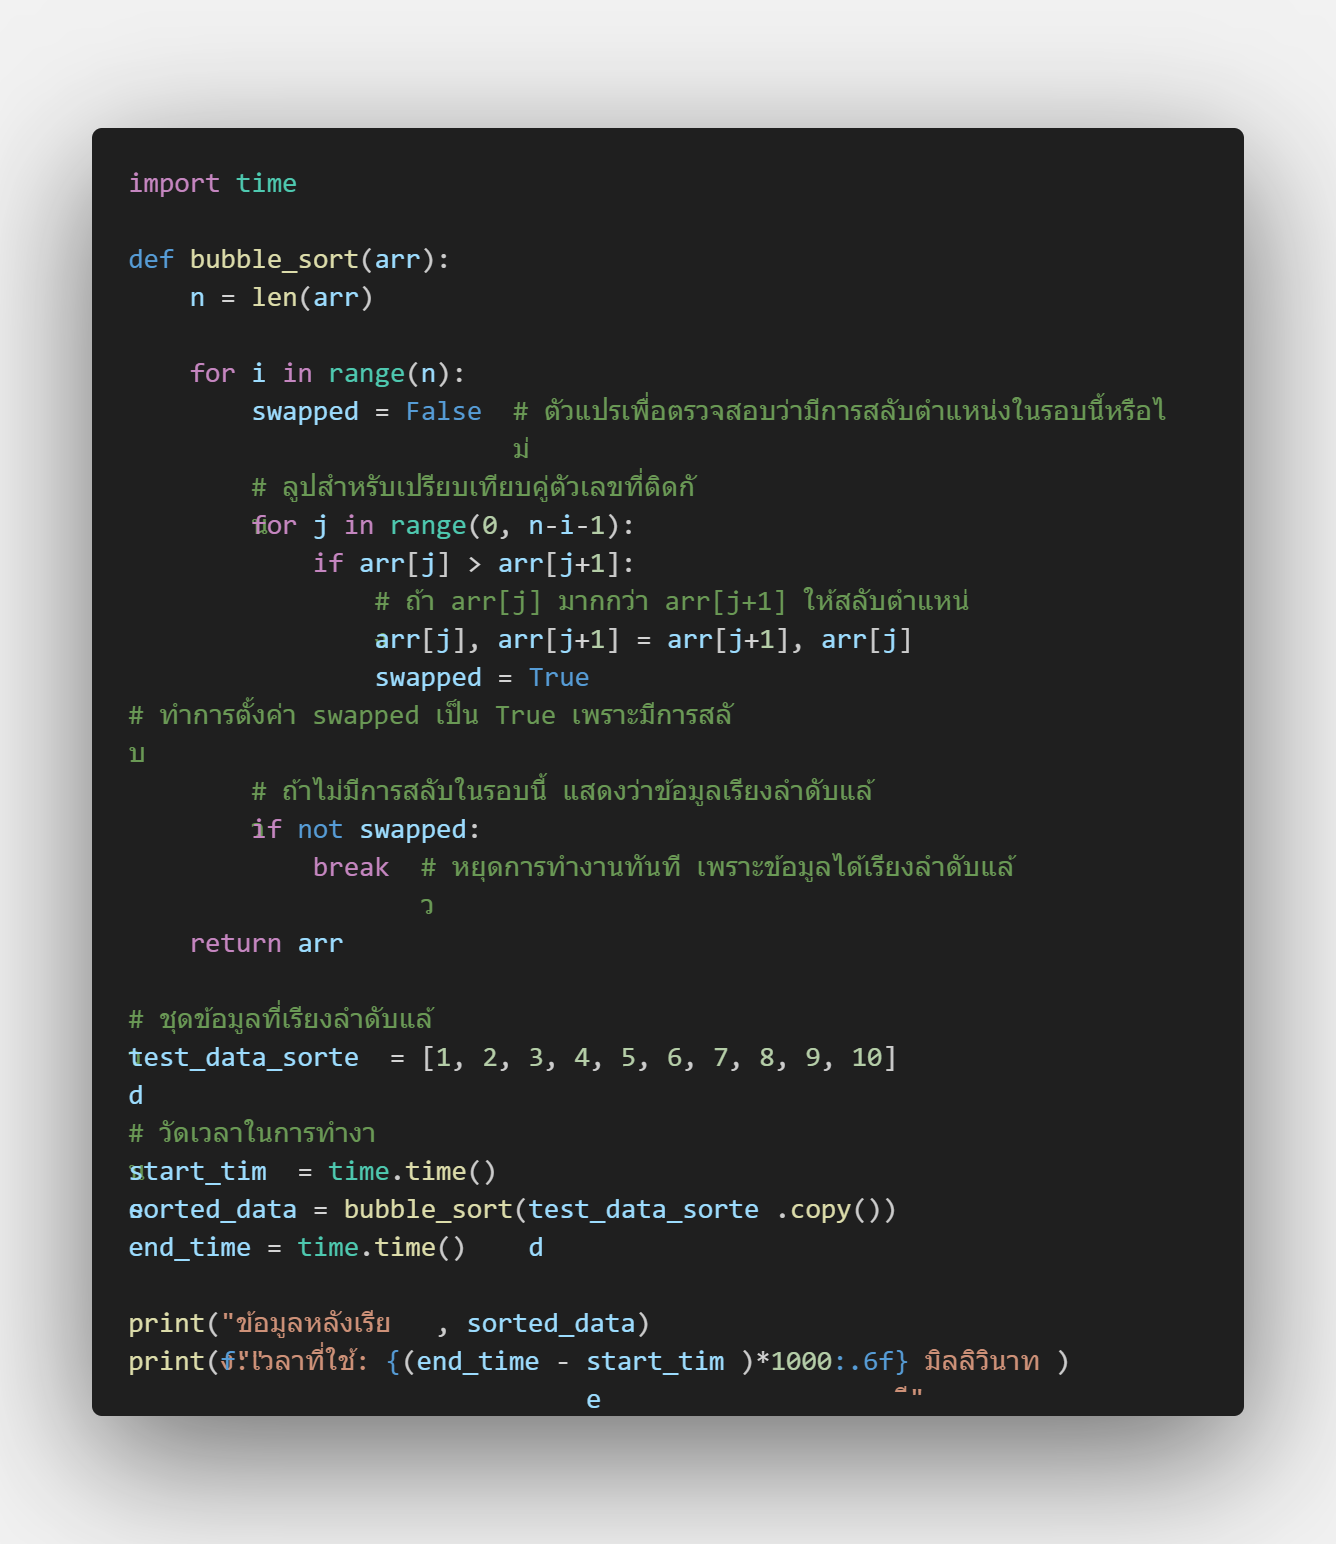 import time
def bubble_sort(arr):
    n = len(arr)
    for i in range(n):
        swapped = False  # ตัวแปรเพื่อตรวจสอบว่ามีการสลับตำแหน่งในรอบนี้หรือไม่
        # ลูปสำหรับเปรียบเทียบคู่ตัวเลขที่ติดกัน
        for j in range(0, n-i-1):
            if arr[j] > arr[j+1]:
                # ถ้า arr[j] มากกว่า arr[j+1] ให้สลับตำแหน่ง
                arr[j], arr[j+1] = arr[j+1], arr[j]
                swapped = True
# ทำการตั้งค่า swapped เป็น True เพราะมีการสลับ
        # ถ้าไม่มีการสลับในรอบนี้ แสดงว่าข้อมูลเรียงลำดับแล้ว
        if not swapped:
            break  # หยุดการทำงานทันที เพราะข้อมูลได้เรียงลำดับแล้ว
    return arr
# ชุดข้อมูลที่เรียงลำดับแล้ว
test_data_sorted = [1, 2, 3, 4, 5, 6, 7, 8, 9, 10]
# วัดเวลาในการทำงาน
start_time = time.time()
sorted_data = bubble_sort(test_data_sorted.copy())
end_time = time.time()
print("ข้อมูลหลังเรียง:", sorted_data)
print(f"เวลาที่ใช้: {(end_time - start_time)*1000:.6f} มิลลิวินาที")